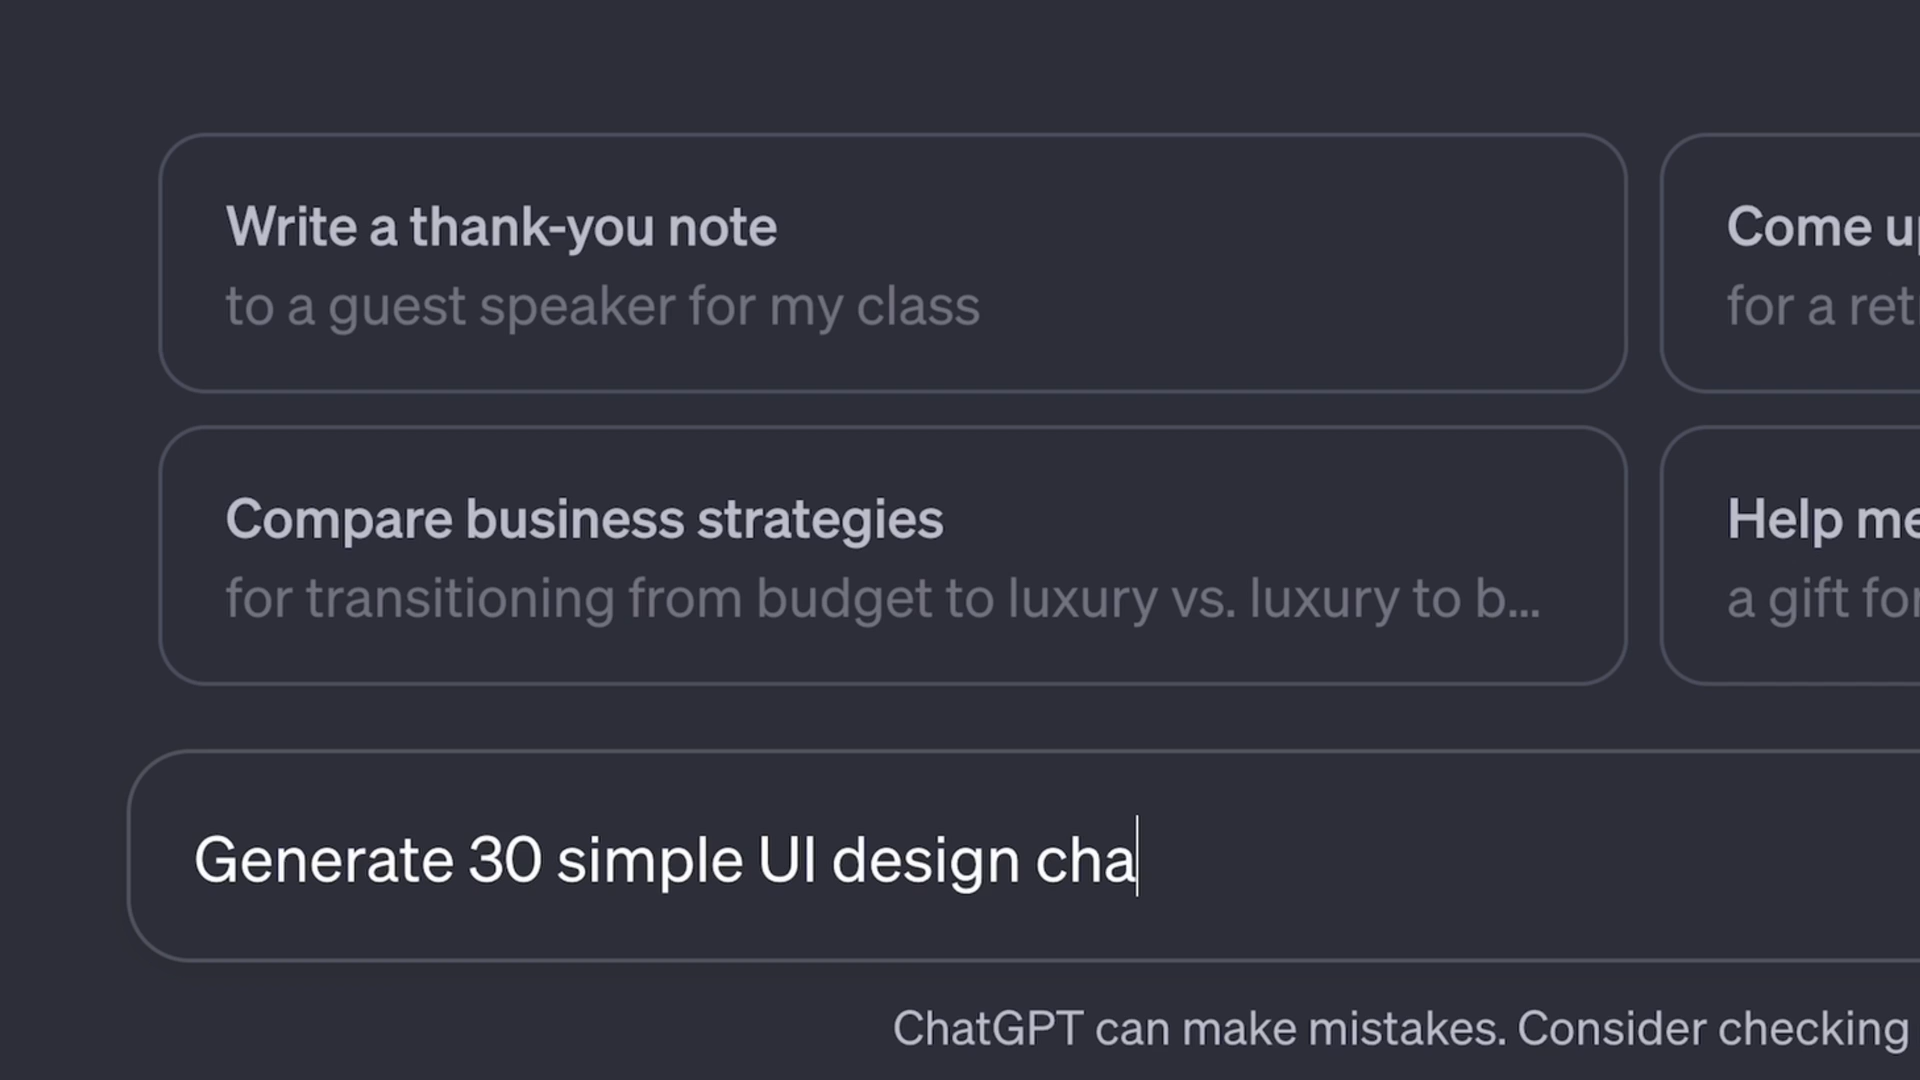 Write a thank-you note
to a guest speaker for my class
Come
for a
Compare business strategies
for transitioning from budget to luxury vs. luxury to b...
Help me
a gift for
Generate 30 simple UI design cha
ChatGPT can make mistakes. Consider checking